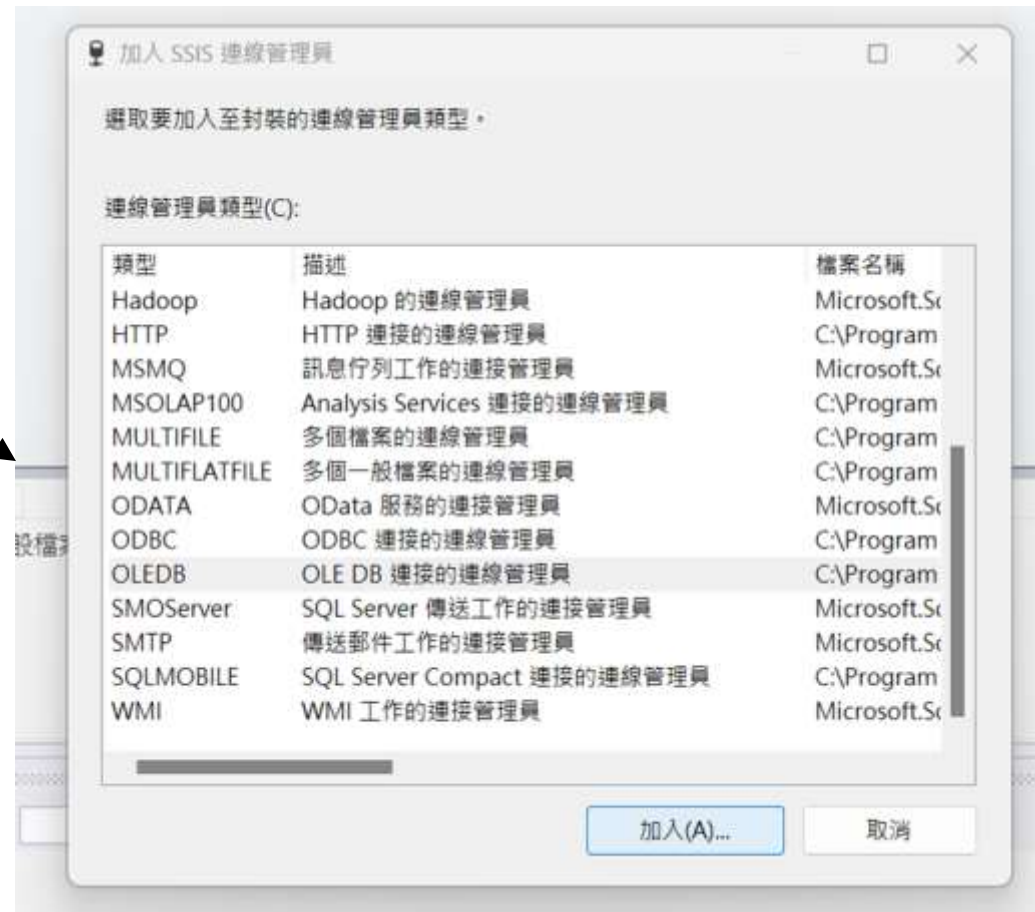 加入 SSIS 連線管理員
選取要加入至封裝的連線管理員類型。
連線管理員類型(C):
類型 描述 檔案名稱
Hadoop Hadoop 的連線管理員 Microsoft.Sc
HTTP HTTP 連接的連線管理員 C:\Program
MSMQ 訊息佇列工作的連接管理員 Microsoft.Sc
MSOLAP100 Analysis Services 連接的連線管理員 C:\Program
MULTIFILE 多個檔案的連線管理員 C:\Program
MULTIFLATFILE 多個一般檔案的連線管理員 C:\Program
ODATA OData 服務的連接管理員 Microsoft.Sc
ODBC ODBC 連接的連線管理員 C:\Program
OLEDB OLE DB 連接的連線管理員 C:\Program
SMOServer SQL Server 傳送工作的連接管理員 Microsoft.Sc
SMTP 傳送郵件工作的連接管理員 Microsoft.Sc
SQLMOBILE SQL Server Compact 連接的連線管理員 C:\Program
WMI WMI 工作的連接管理員 Microsoft.Sc
加入(A)... 取消